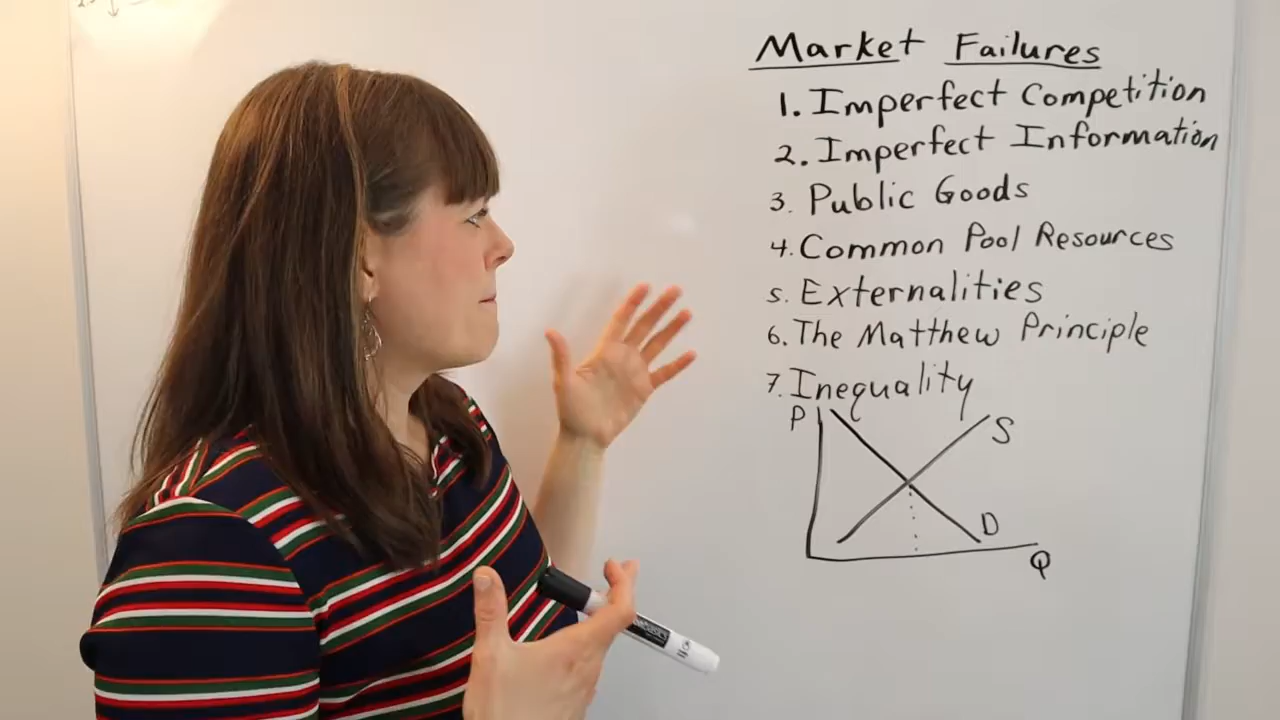 Market Failures
1. Imperfect Competition
2. Imperfect Information
3. Public Goods
4. Common Pool Resources
5. Externalities
6. The Matthew Principle
7. Inequality
P
S
D
Q